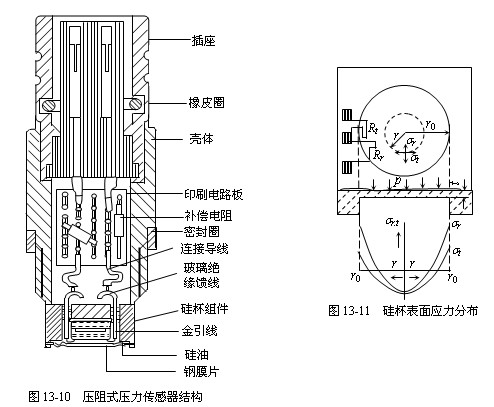 插座
橡皮圈
壳体
印刷电路板
补偿电阻
密封圈
连接导线
玻璃绝
缘馈线
硅杯组件
金引线
硅油
钢膜片
图 13-10 压阻式压力传感器结构
Rt
Rr
r
r0
σr
σt
p
σr,t
σr
σt
r0
r
r
r0
图 13-11 硅杯表面应力分布